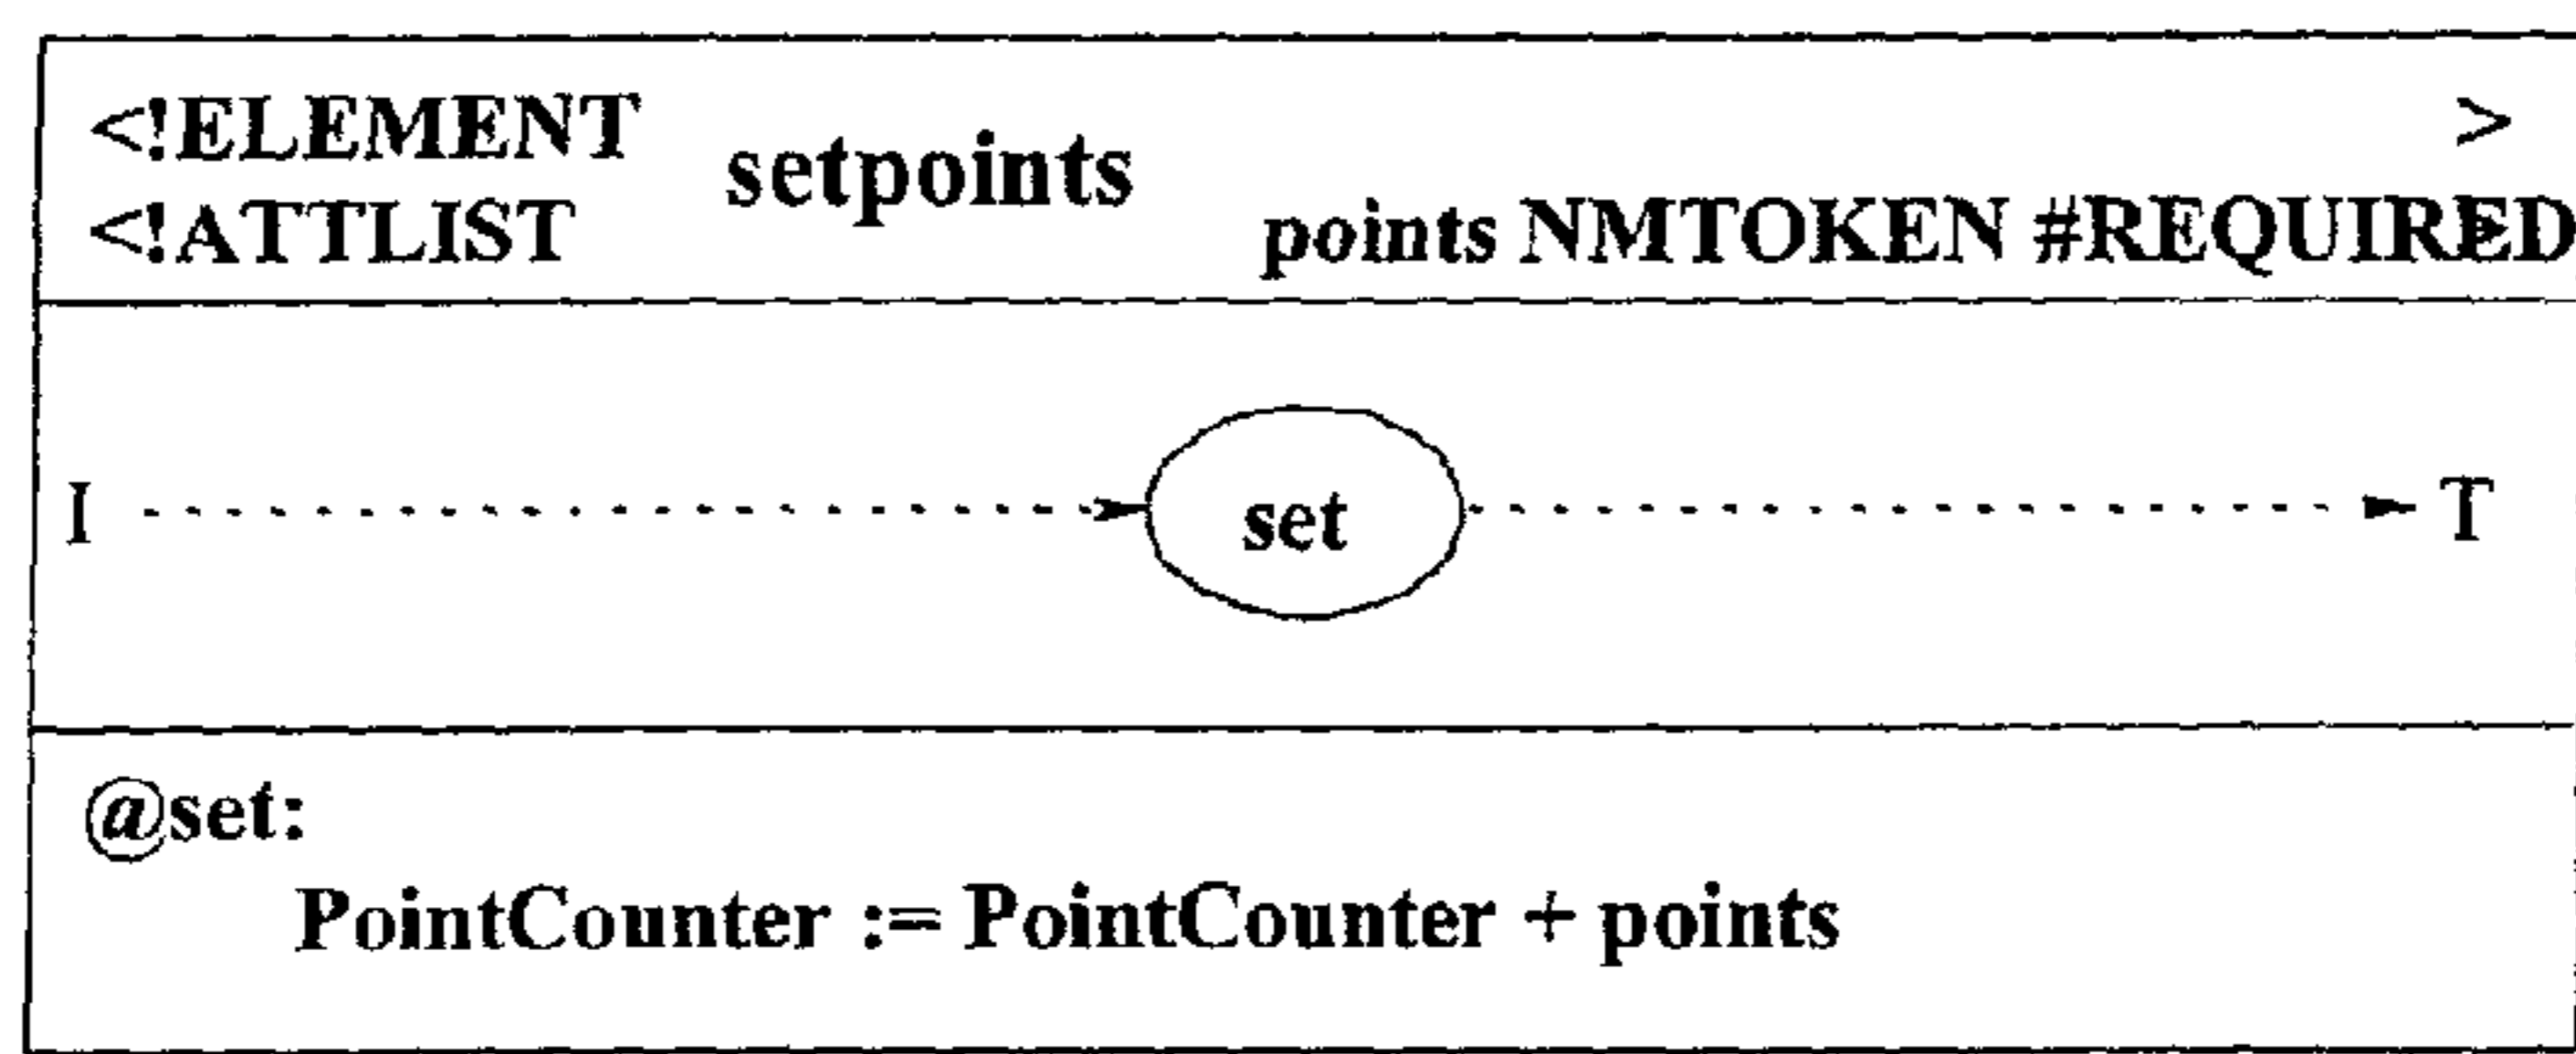 <!ELEMENT setpoints >
<!ATTLIST points NMTOKEN #REQUIRED>
I set T
@set:
PointCounter := PointCounter + points